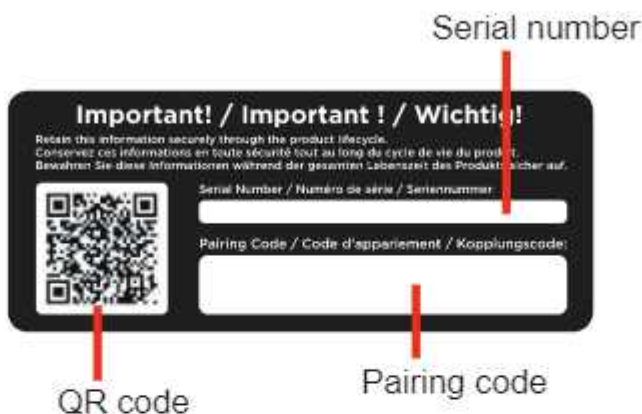 Serial number
Important! / Important ! / Wichtig!
Retain this information securely through the product lifecycle.
Conservez ces informations en toute sécurité tout au long du cycle de vie du produit.
Bewahren Sie diese Informationen während der gesamten Lebenszeit des Produkts sicher auf.
Serial Number / Numéro de série / Seriennummer
Pairing Code / Code d'appariement / Kopplungscode:
Pairing code
QR code